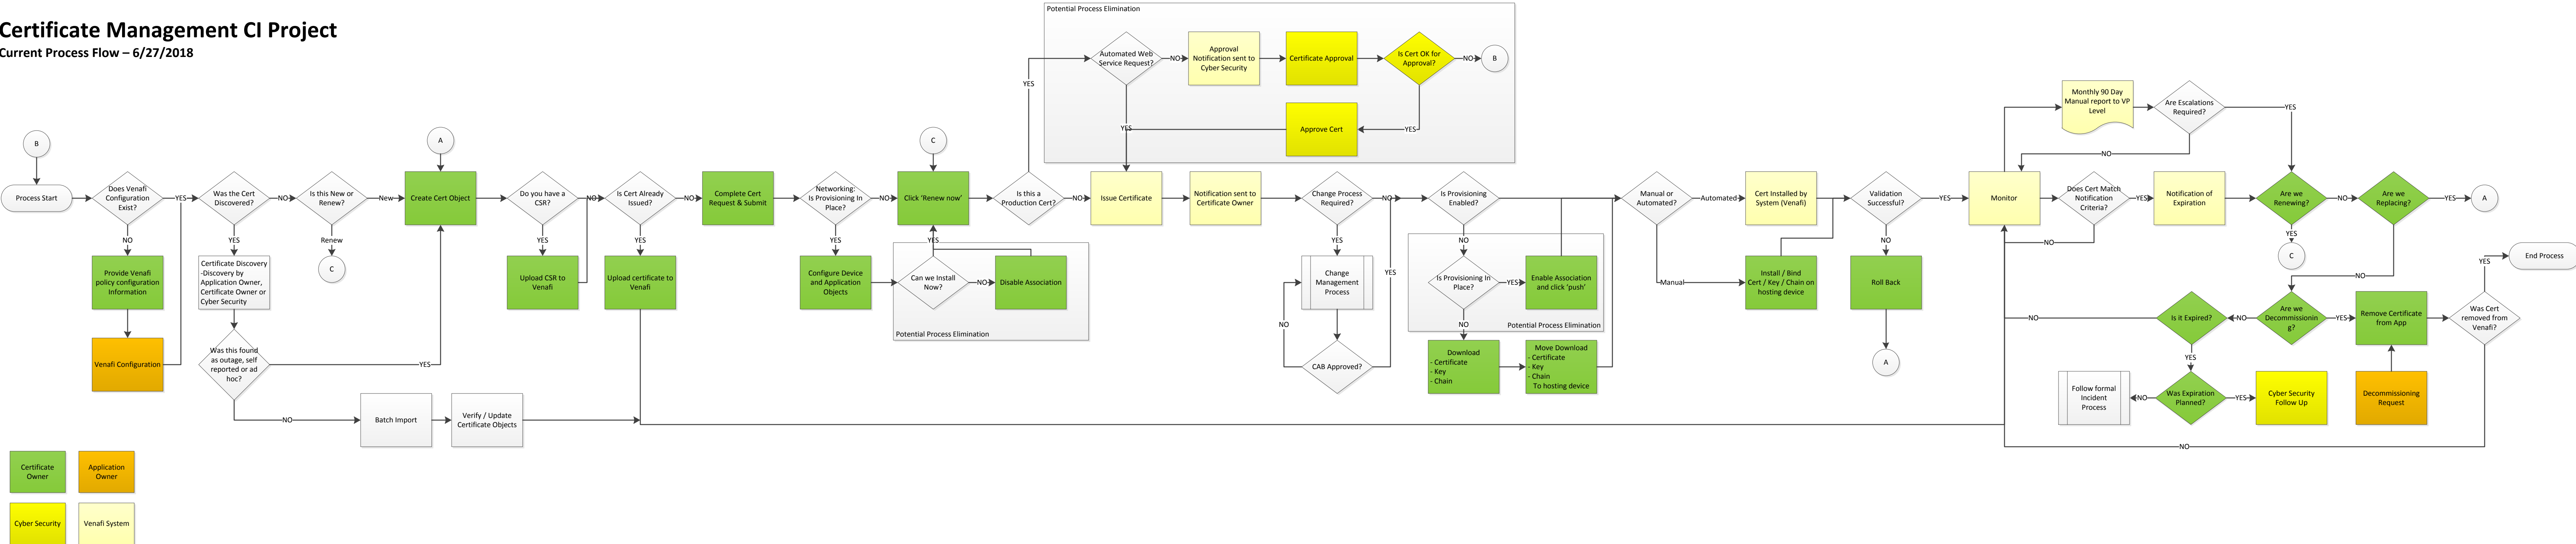 Certificate Management CI Project
Current Process Flow – 6/27/2018
Potential Process Elimination
Automated Web
Service Request?
NO
Approval
Notification sent to
Cyber Security
Certificate Approval
Is Cert OK for
Approval?
NO
B
YES
YES
Approve Cert
YES
B
Process Start
Does Venafi
Configuration
Exist?
YES
NO
Provide Venafi
policy configuration
Information
Venafi Configuration
Was the Cert
Discovered?
NO
YES
Certificate Discovery
-Discovery by
Application Owner,
Certificate Owner or
Cyber Security
Was this found
as outage, self
reported or ad
hoc?
YES
NO
Batch Import
Verify / Update
Certificate Objects
Is this New or
Renew?
New
Renew
C
A
Create Cert Object
Do you have a
CSR?
NO
YES
Upload CSR to
Venafi
Is Cert Already
Issued?
NO
YES
Upload certificate to
Venafi
Complete Cert
Request & Submit
Networking:
Is Provisioning In
Place?
NO
YES
Configure Device
and Application
Objects
C
Click ‘Renew now’
YES
Can we Install
Now?
NO
Disable Association
Potential Process Elimination
Is this a
Production Cert?
NO
Issue Certificate
Notification sent to
Certificate Owner
Change Process
Required?
NO
YES
Change
Management
Process
NO
YES
CAB Approved?
Is Provisioning
Enabled?
NO
Is Provisioning In
Place?
YES
Enable Association
and click ‘push’
NO
Potential Process Elimination
Download
- Certificate
- Key
- Chain
Move Download
- Certificate
- Key
- Chain
To hosting device
Manual or
Automated?
Automated
Manual
Cert Installed by
System (Venafi)
Install / Bind
Cert / Key / Chain on
hosting device
Validation
Successful?
YES
NO
Roll Back
A
Monthly 90 Day
Manual report to VP
Level
Are Escalations
Required?
YES
NO
Monitor
Does Cert Match
Notification
Criteria?
YES
NO
Notification of
Expiration
Are we
Renewing?
NO
YES
C
Are we
Replacing?
YES
A
NO
Are we
Decommissionin
g?
NO
YES
Is it Expired?
NO
YES
Was Expiration
Planned?
NO
YES
Follow formal
Incident
Process
Cyber Security
Follow Up
Remove Certificate
from App
Decommissioning
Request
Was Cert
removed from
Venafi?
YES
NO
End Process
Certificate
Owner
Application
Owner
Cyber Security
Venafi System